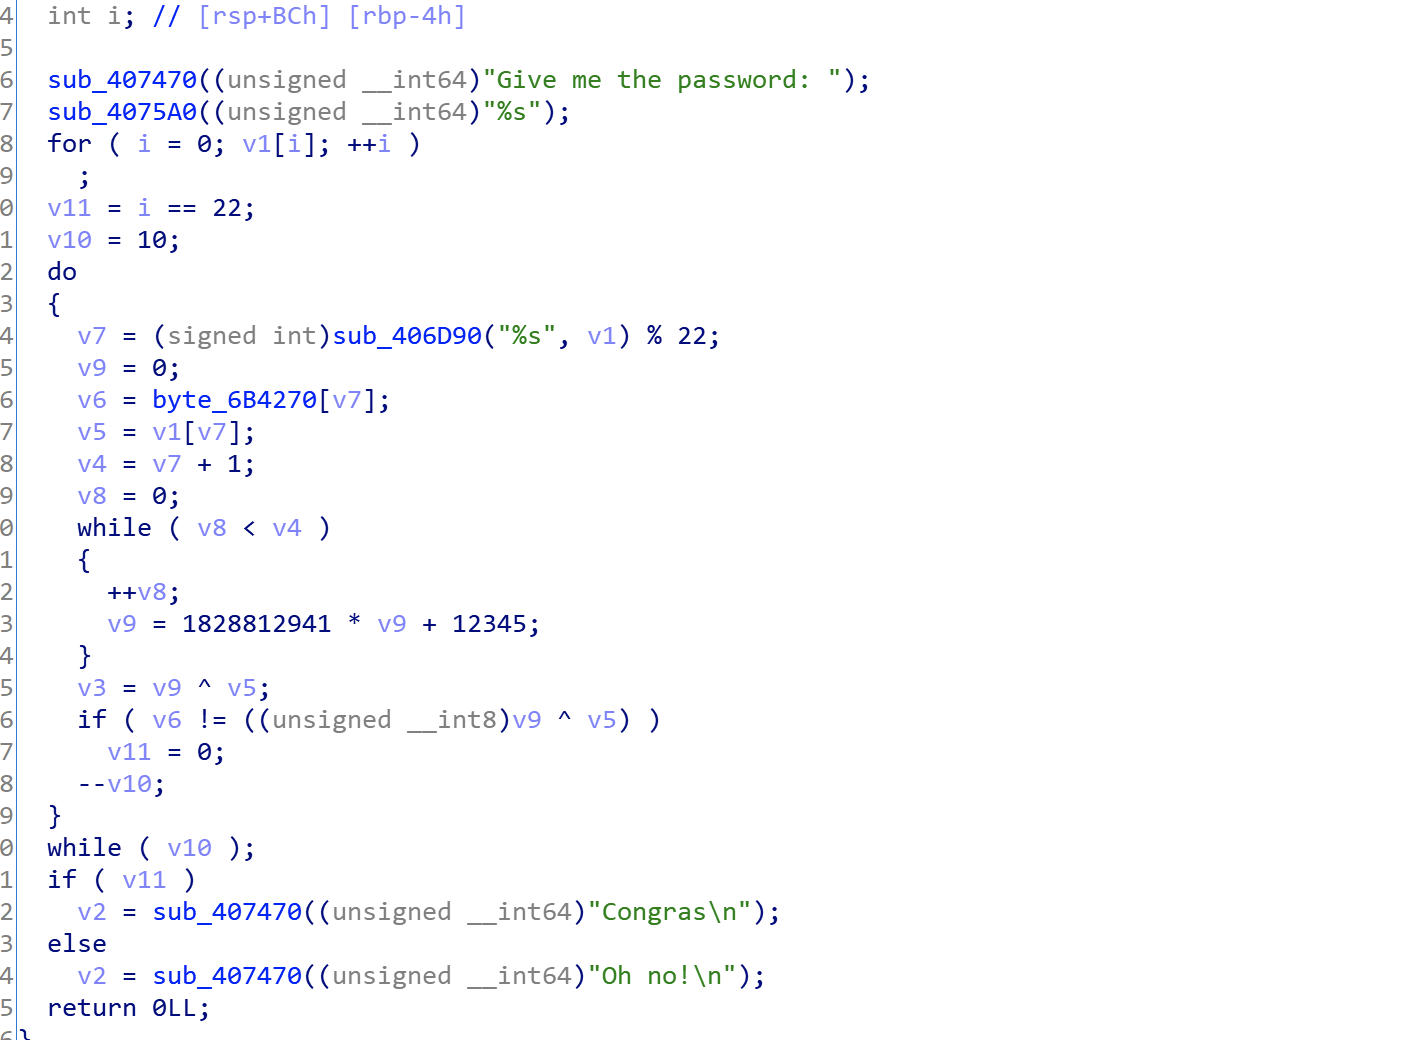 4 int i; // [rsp+BCh] [rbp-4h]
5
6 sub_407470((unsigned __int64)"Give me the password: ");
7 sub_4075A0((unsigned __int64)"%s");
8 for ( i = 0; v1[i]; ++i )
9 ;
0 v11 = i == 22;
1 v10 = 10;
2 do
3 {
4 v7 = (signed int)sub_406D90("%s", v1) % 22;
5 v9 = 0;
6 v6 = byte_6B4270[v7];
7 v5 = v1[v7];
8 v4 = v7 + 1;
9 v8 = 0;
0 while ( v8 < v4 )
1 {
2 ++v8;
3 v9 = 1828812941 * v9 + 12345;
4 }
5 v3 = v9 ^ v5;
6 if ( v6 != ((unsigned __int8)v9 ^ v5) )
7 v11 = 0;
8 --v10;
9 }
0 while ( v10 );
1 if ( v11 )
2 v2 = sub_407470((unsigned __int64)"Congras\n");
3 else
4 v2 = sub_407470((unsigned __int64)"Oh no!\n");
5 return 0LL;
6 }